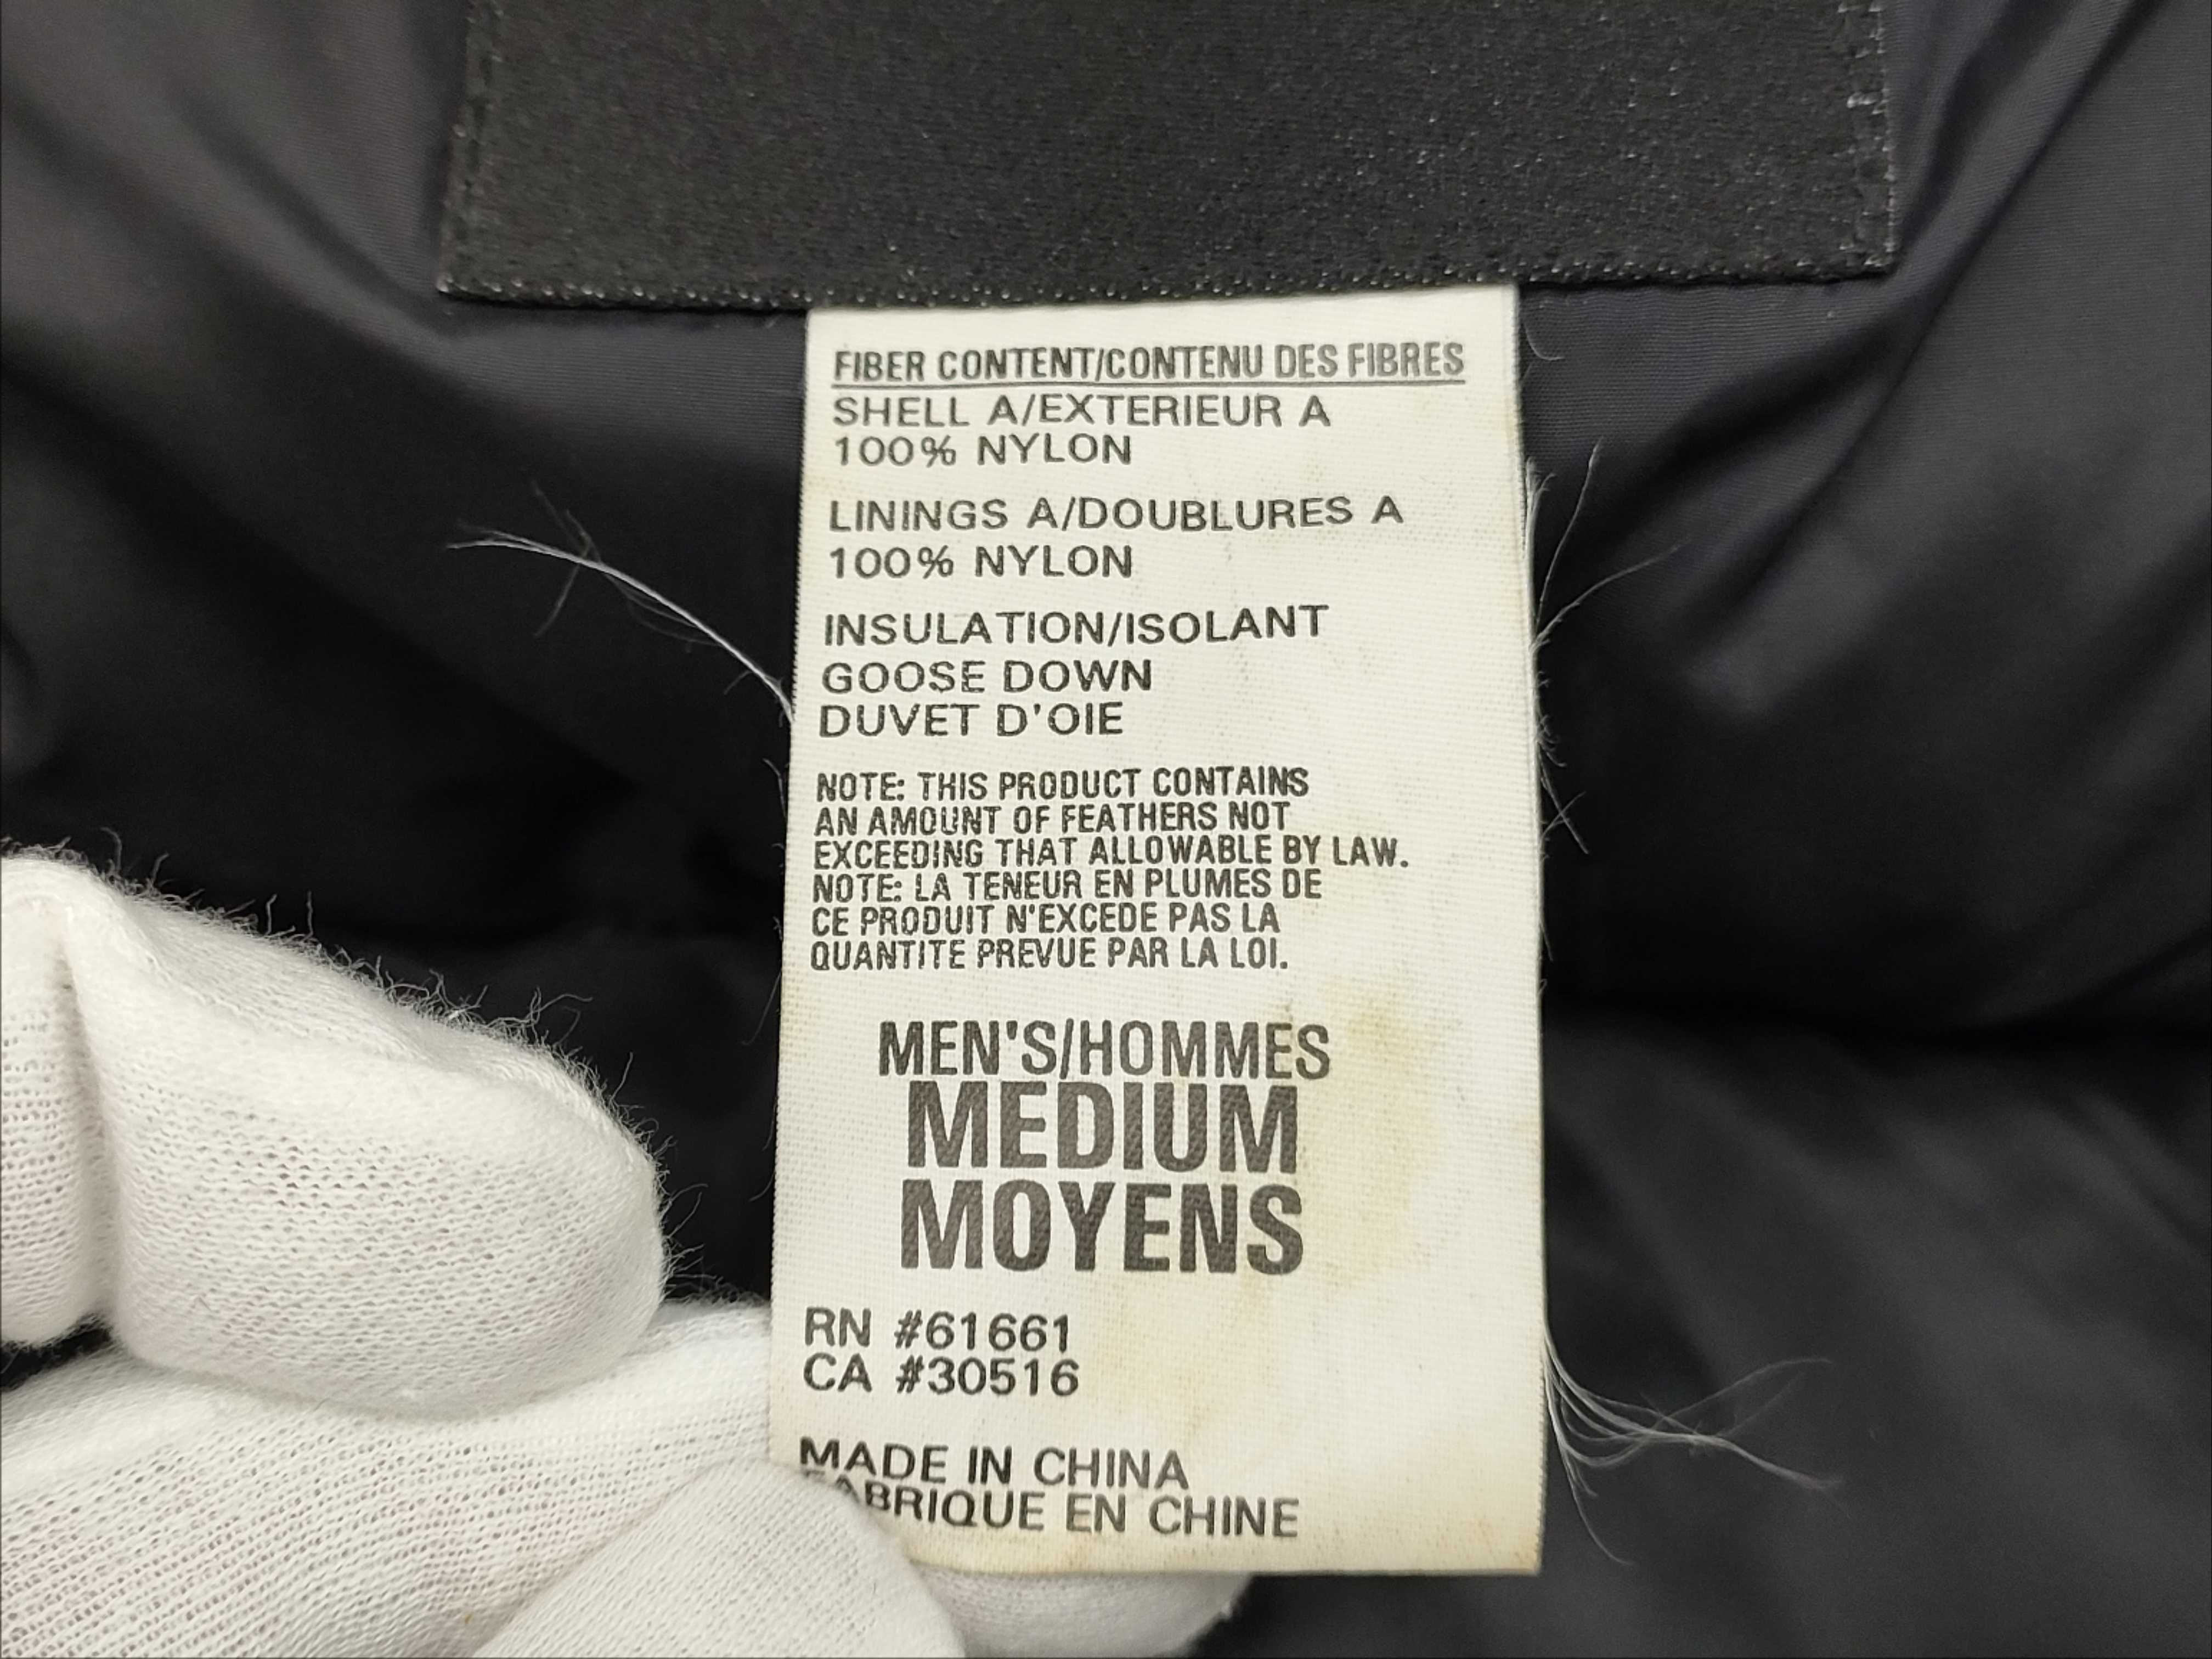 FIBER CONTENT/CONTENU DES FIBRES
SHELL A/EXTERIEUR A
100% NYLON
LININGS A/DOUBLURES A
100% NYLON
INSULATION/ISOLANT
GOOSE DOWN
DUVET D'OIE
NOTE: THIS PRODUCT CONTAINS
AN AMOUNT OF FEATHERS NOT
EXCEEDING THAT ALLOWABLE BY LAW.
NOTE: LA TENEUR EN PLUMES DE
CE PRODUIT N'EXCEDE PAS LA
QUANTITE PREVUE PAR LA LOI.
MEN'S/HOMMES
MEDIUM
MOYENS
RN #61661
CA #30516
MADE IN CHINA
FABRIQUE EN CHINE